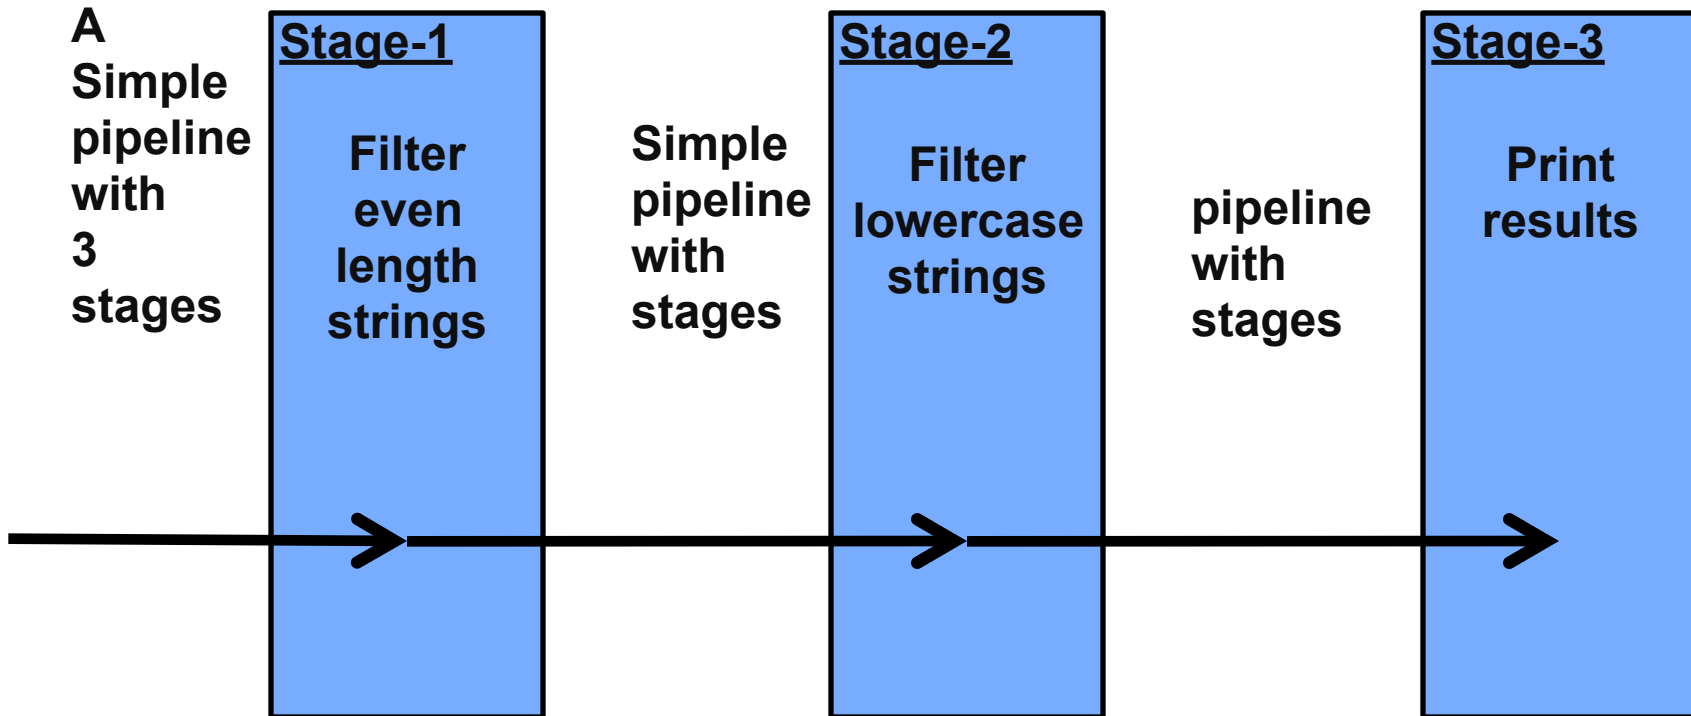 A
Simple
pipeline
with
3
stages
Stage-1
Filter
even
length
strings
Simple
pipeline
with
stages
Stage-2
Filter
lowercase
strings
pipeline
with
stages
Stage-3
Print
results